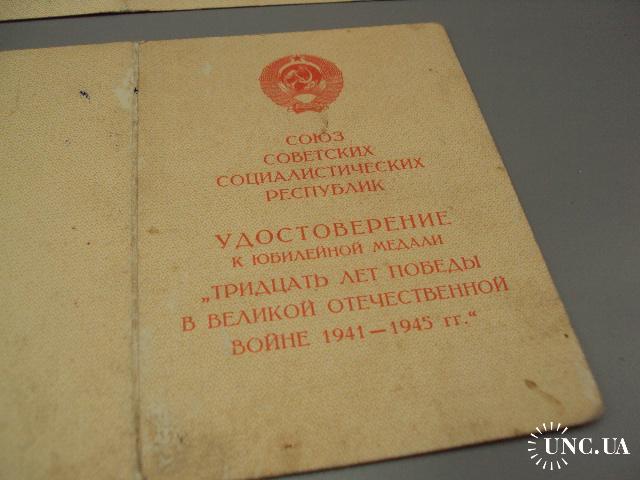 СОЮЗ
СОВЕТСКИХ
СОЦИАЛИСТИЧЕСКИХ
РЕСПУБЛИК
УДОСТОВЕРЕНИЕ
К ЮБИЛЕЙНОЙ МЕДАЛИ
„ТРИДЦАТЬ ЛЕТ ПОБЕДЫ
В ВЕЛИКОЙ ОТЕЧЕСТВЕННОЙ
ВОЙНЕ 1941—1945 гг.“
UNC.UA